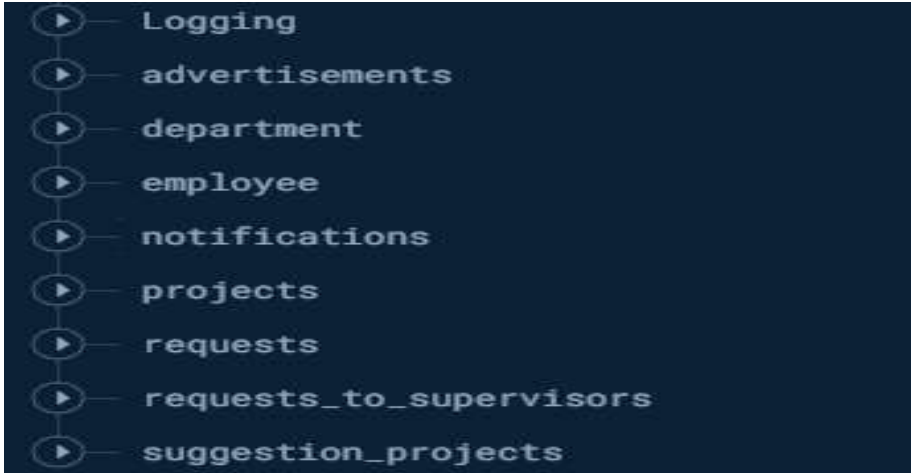 Logging
advertisements
department
employee
notifications
projects
requests
requests_to_supervisors
suggestion_projects